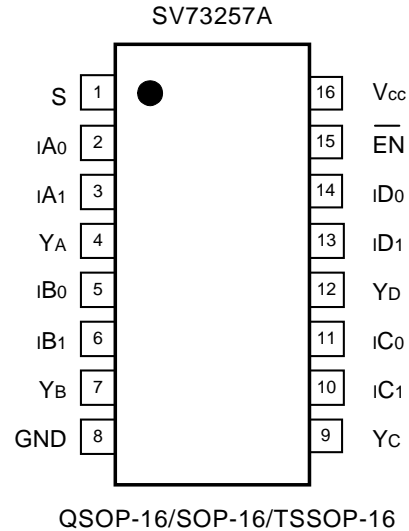 SV73257A
S 1 16 Vcc
IA0 2 15 EN
IA1 3 14 ID0
YA 4 13 ID1
IB0 5 12 YD
IB1 6 11 IC0
YB 7 10 IC1
GND 8 9 YC
QSOP-16/SOP-16/TSSOP-16